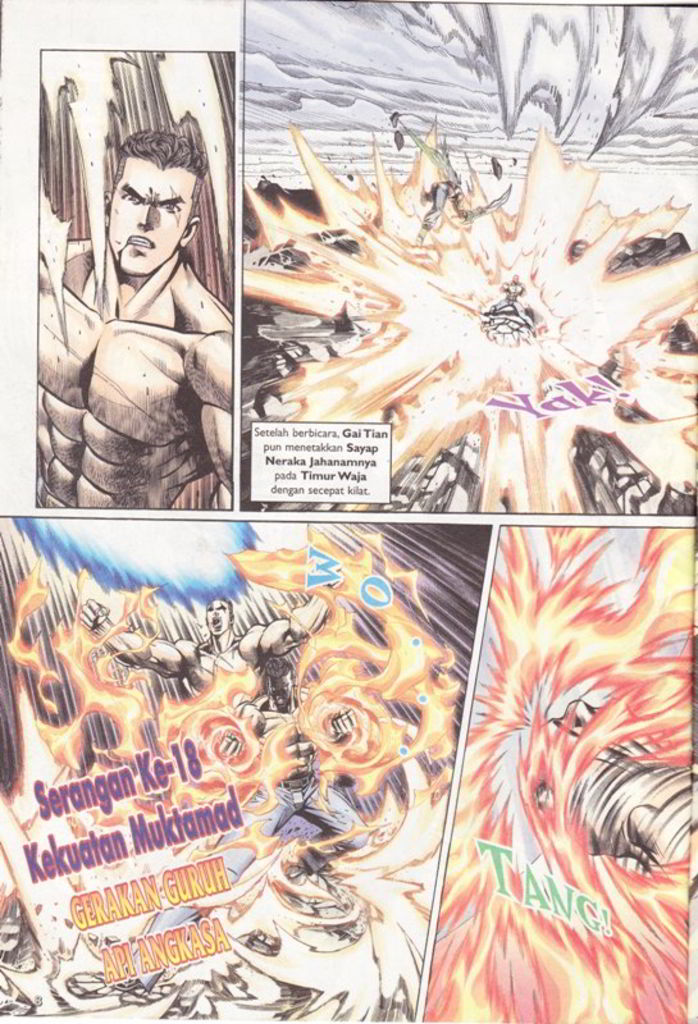 Yak!
Setelah berbicara, Gai Tian
pun menetakkan Sayap
Neraka Jahanamnya
pada Timur Waja
dengan secepat kilat.
WO....
Serangan Ke-18
Kekuatan Muktamad
GERAKAN GURUH
API ANGKASA
TANG!
8